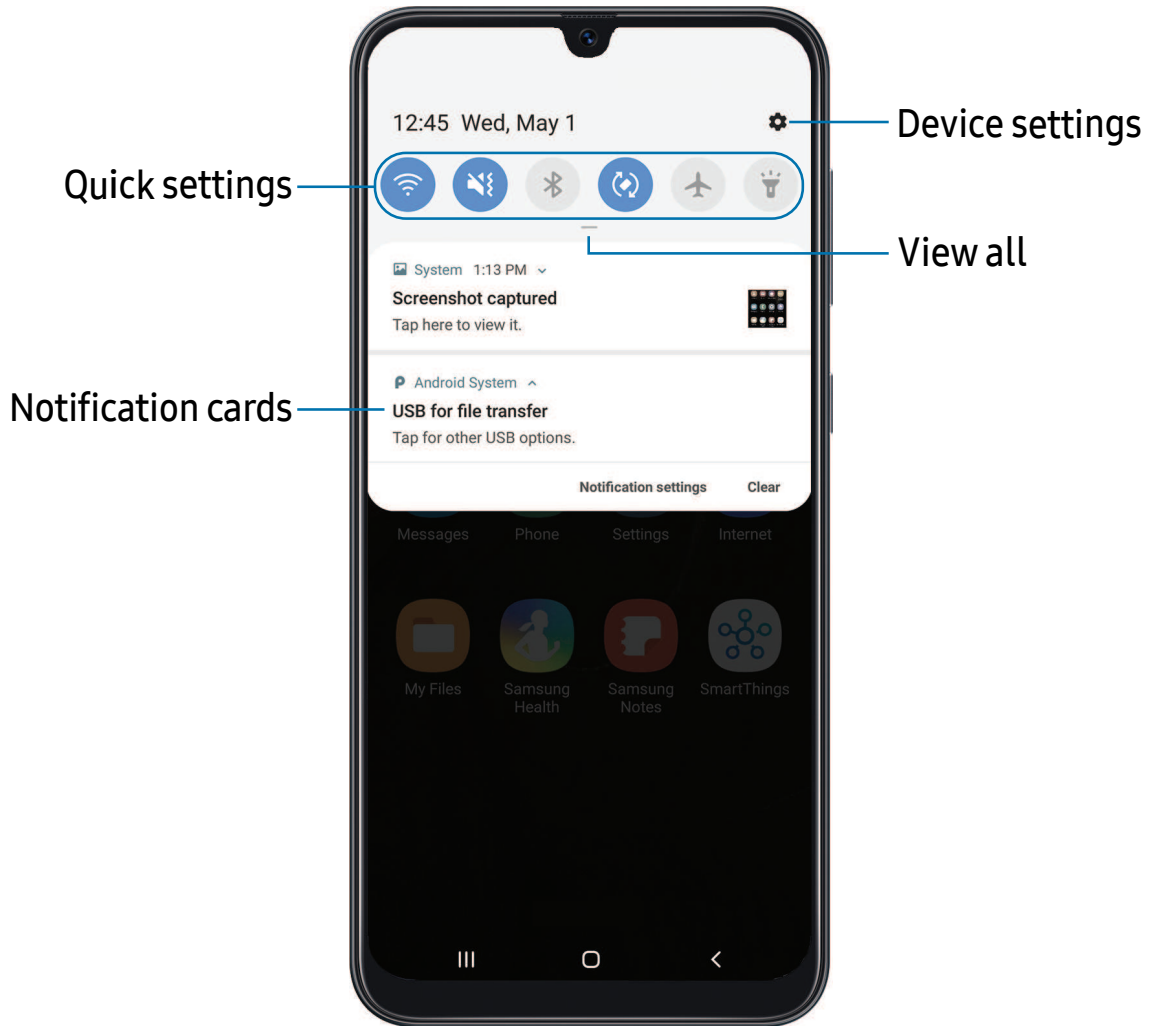 12:45 Wed, May 1
Device settings
Quick settings
View all
System 1:13 PM
Screenshot captured
Tap here to view it.
Android System
Notification cards
USB for file transfer
Tap for other USB options.
Notification settings Clear
Messages Phone Settings Internet
My Files Samsung Health Samsung Notes SmartThings